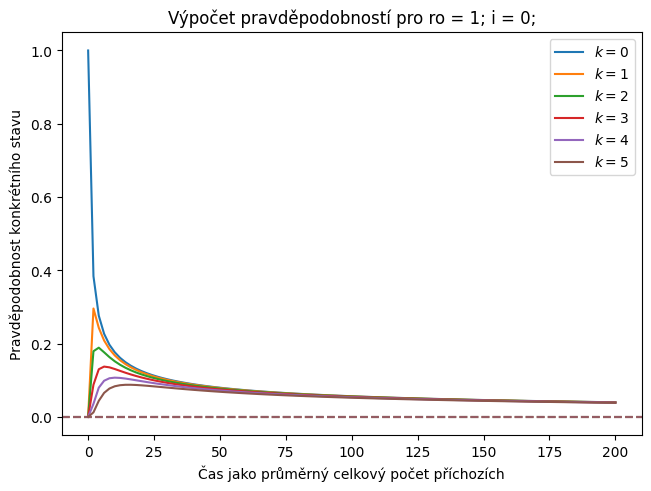 Výpočet pravděpodobností pro ro = 1; i = 0;
Pravděpodobnost konkrétního stavu
1.0
0.8
0.6
0.4
0.2
0.0
k = 0
k = 1
k = 2
k = 3
k = 4
k = 5
0 25 50 75 100 125 150 175 200
Čas jako průměrný celkový počet příchozích